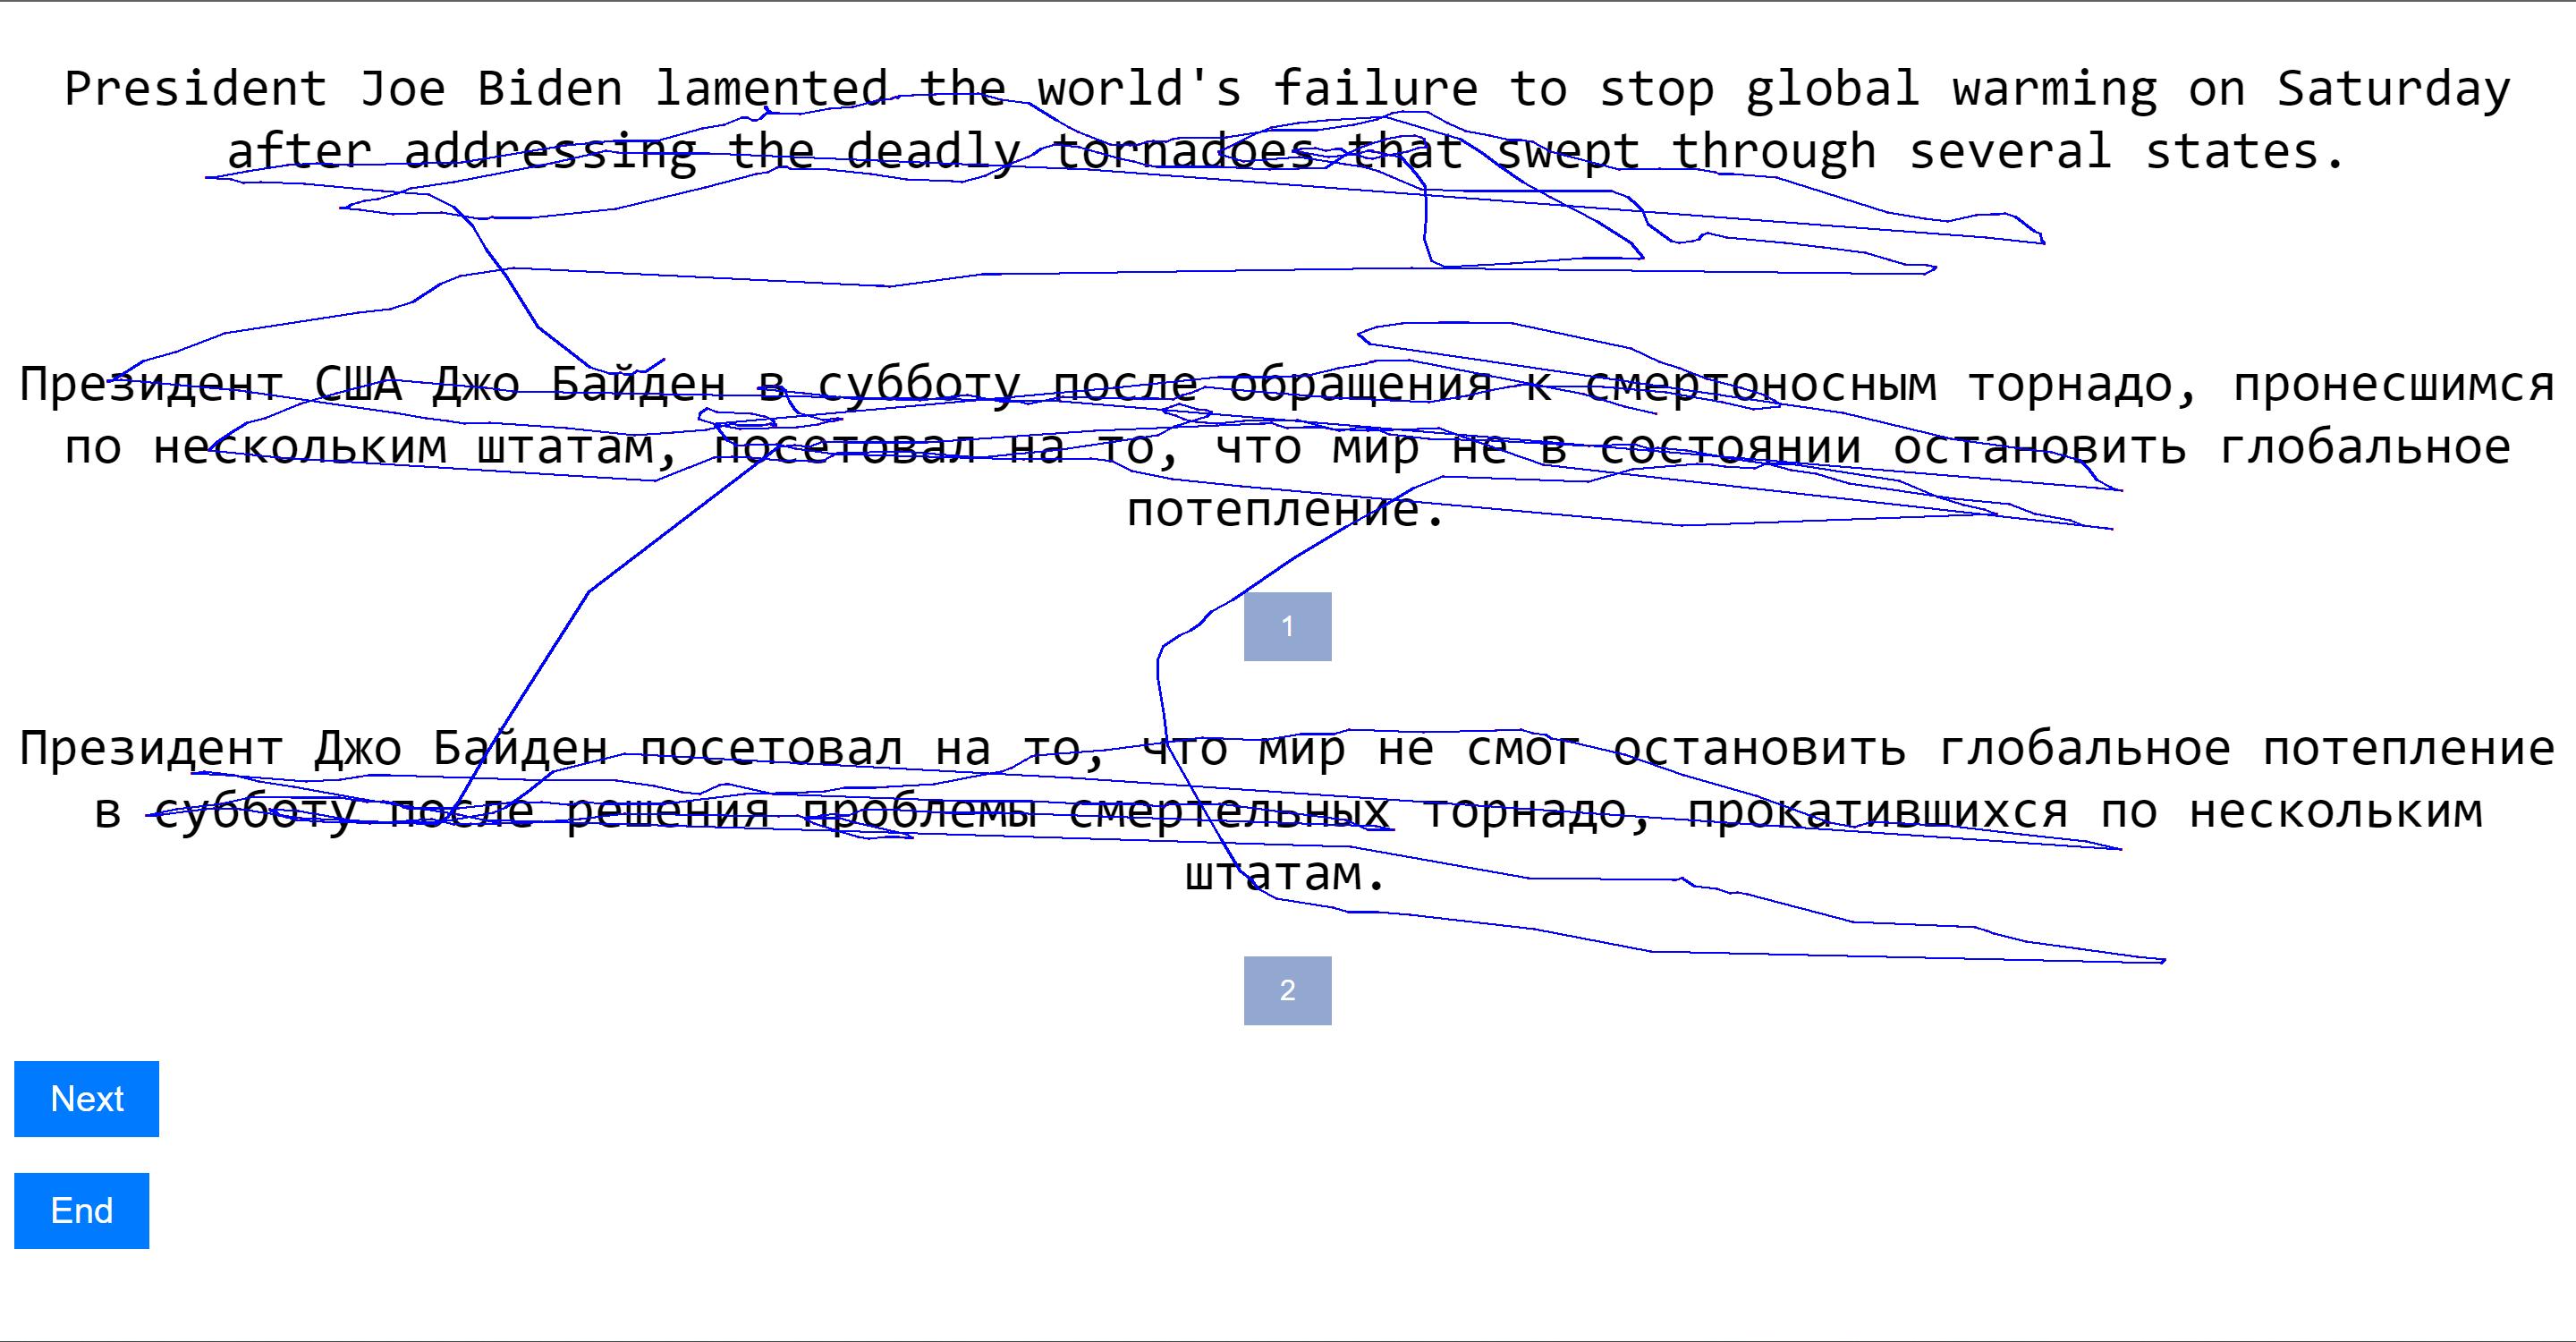 President Joe Biden lamented the world's failure to stop global warming on Saturday
after addressing the deadly tornadoes that swept through several states.
Президент США Джо Байден в субботу после обращения к смертоносным торнадо, пронесшимся
по нескольким штатам, посетовал на то, что мир не в состоянии остановить глобальное
потепление.
1
Президент Джо Байден посетовал на то, что мир не смог остановить глобальное потепление
в субботу после решения проблемы смертельных торнадо, прокатившихся по нескольким
штатам.
2
Next
End